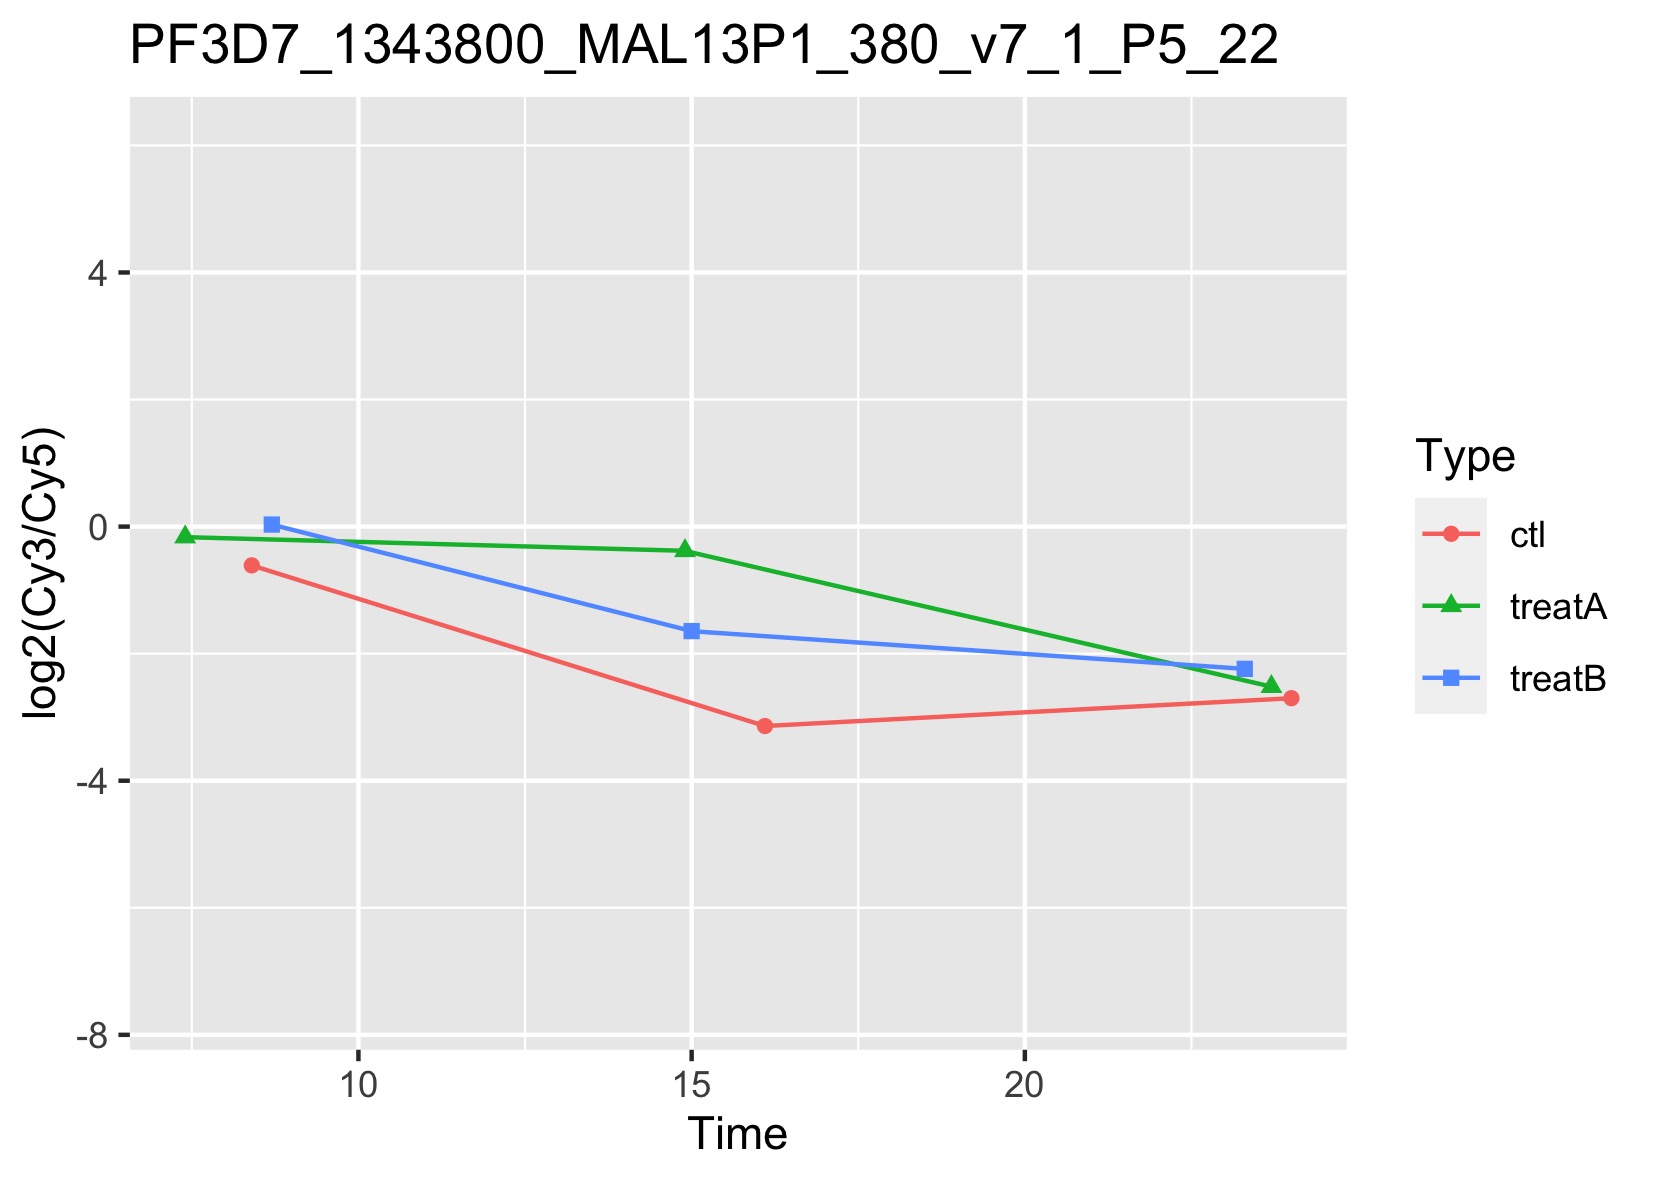 PF3D7_1343800_MAL13P1_380_v7_1_P5_22
log2(Cy3/Cy5)
4
0
-4
-8
10 15 20
Time
Type
ctl
treatA
treatB